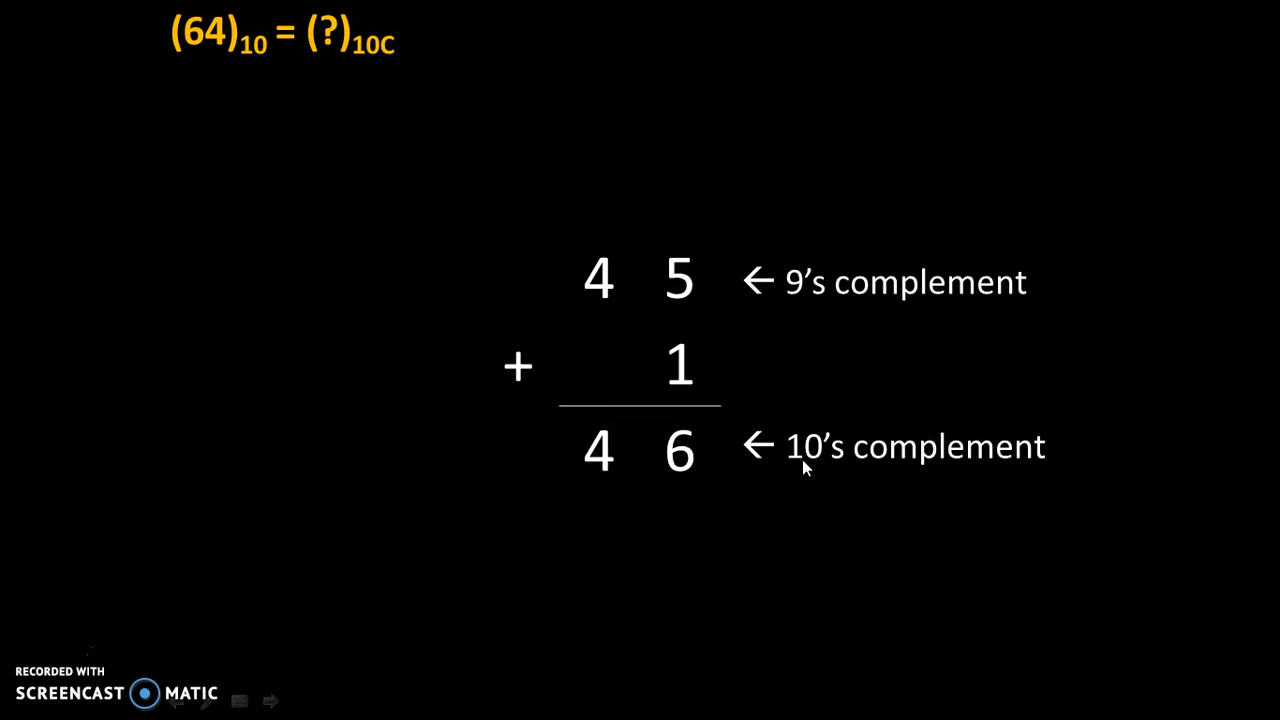 (64)10 = (?)10C
4 5 ← 9’s complement
+ 1
4 6 ← 10’s complement
RECORDED WITH
SCREENCAST MATIC